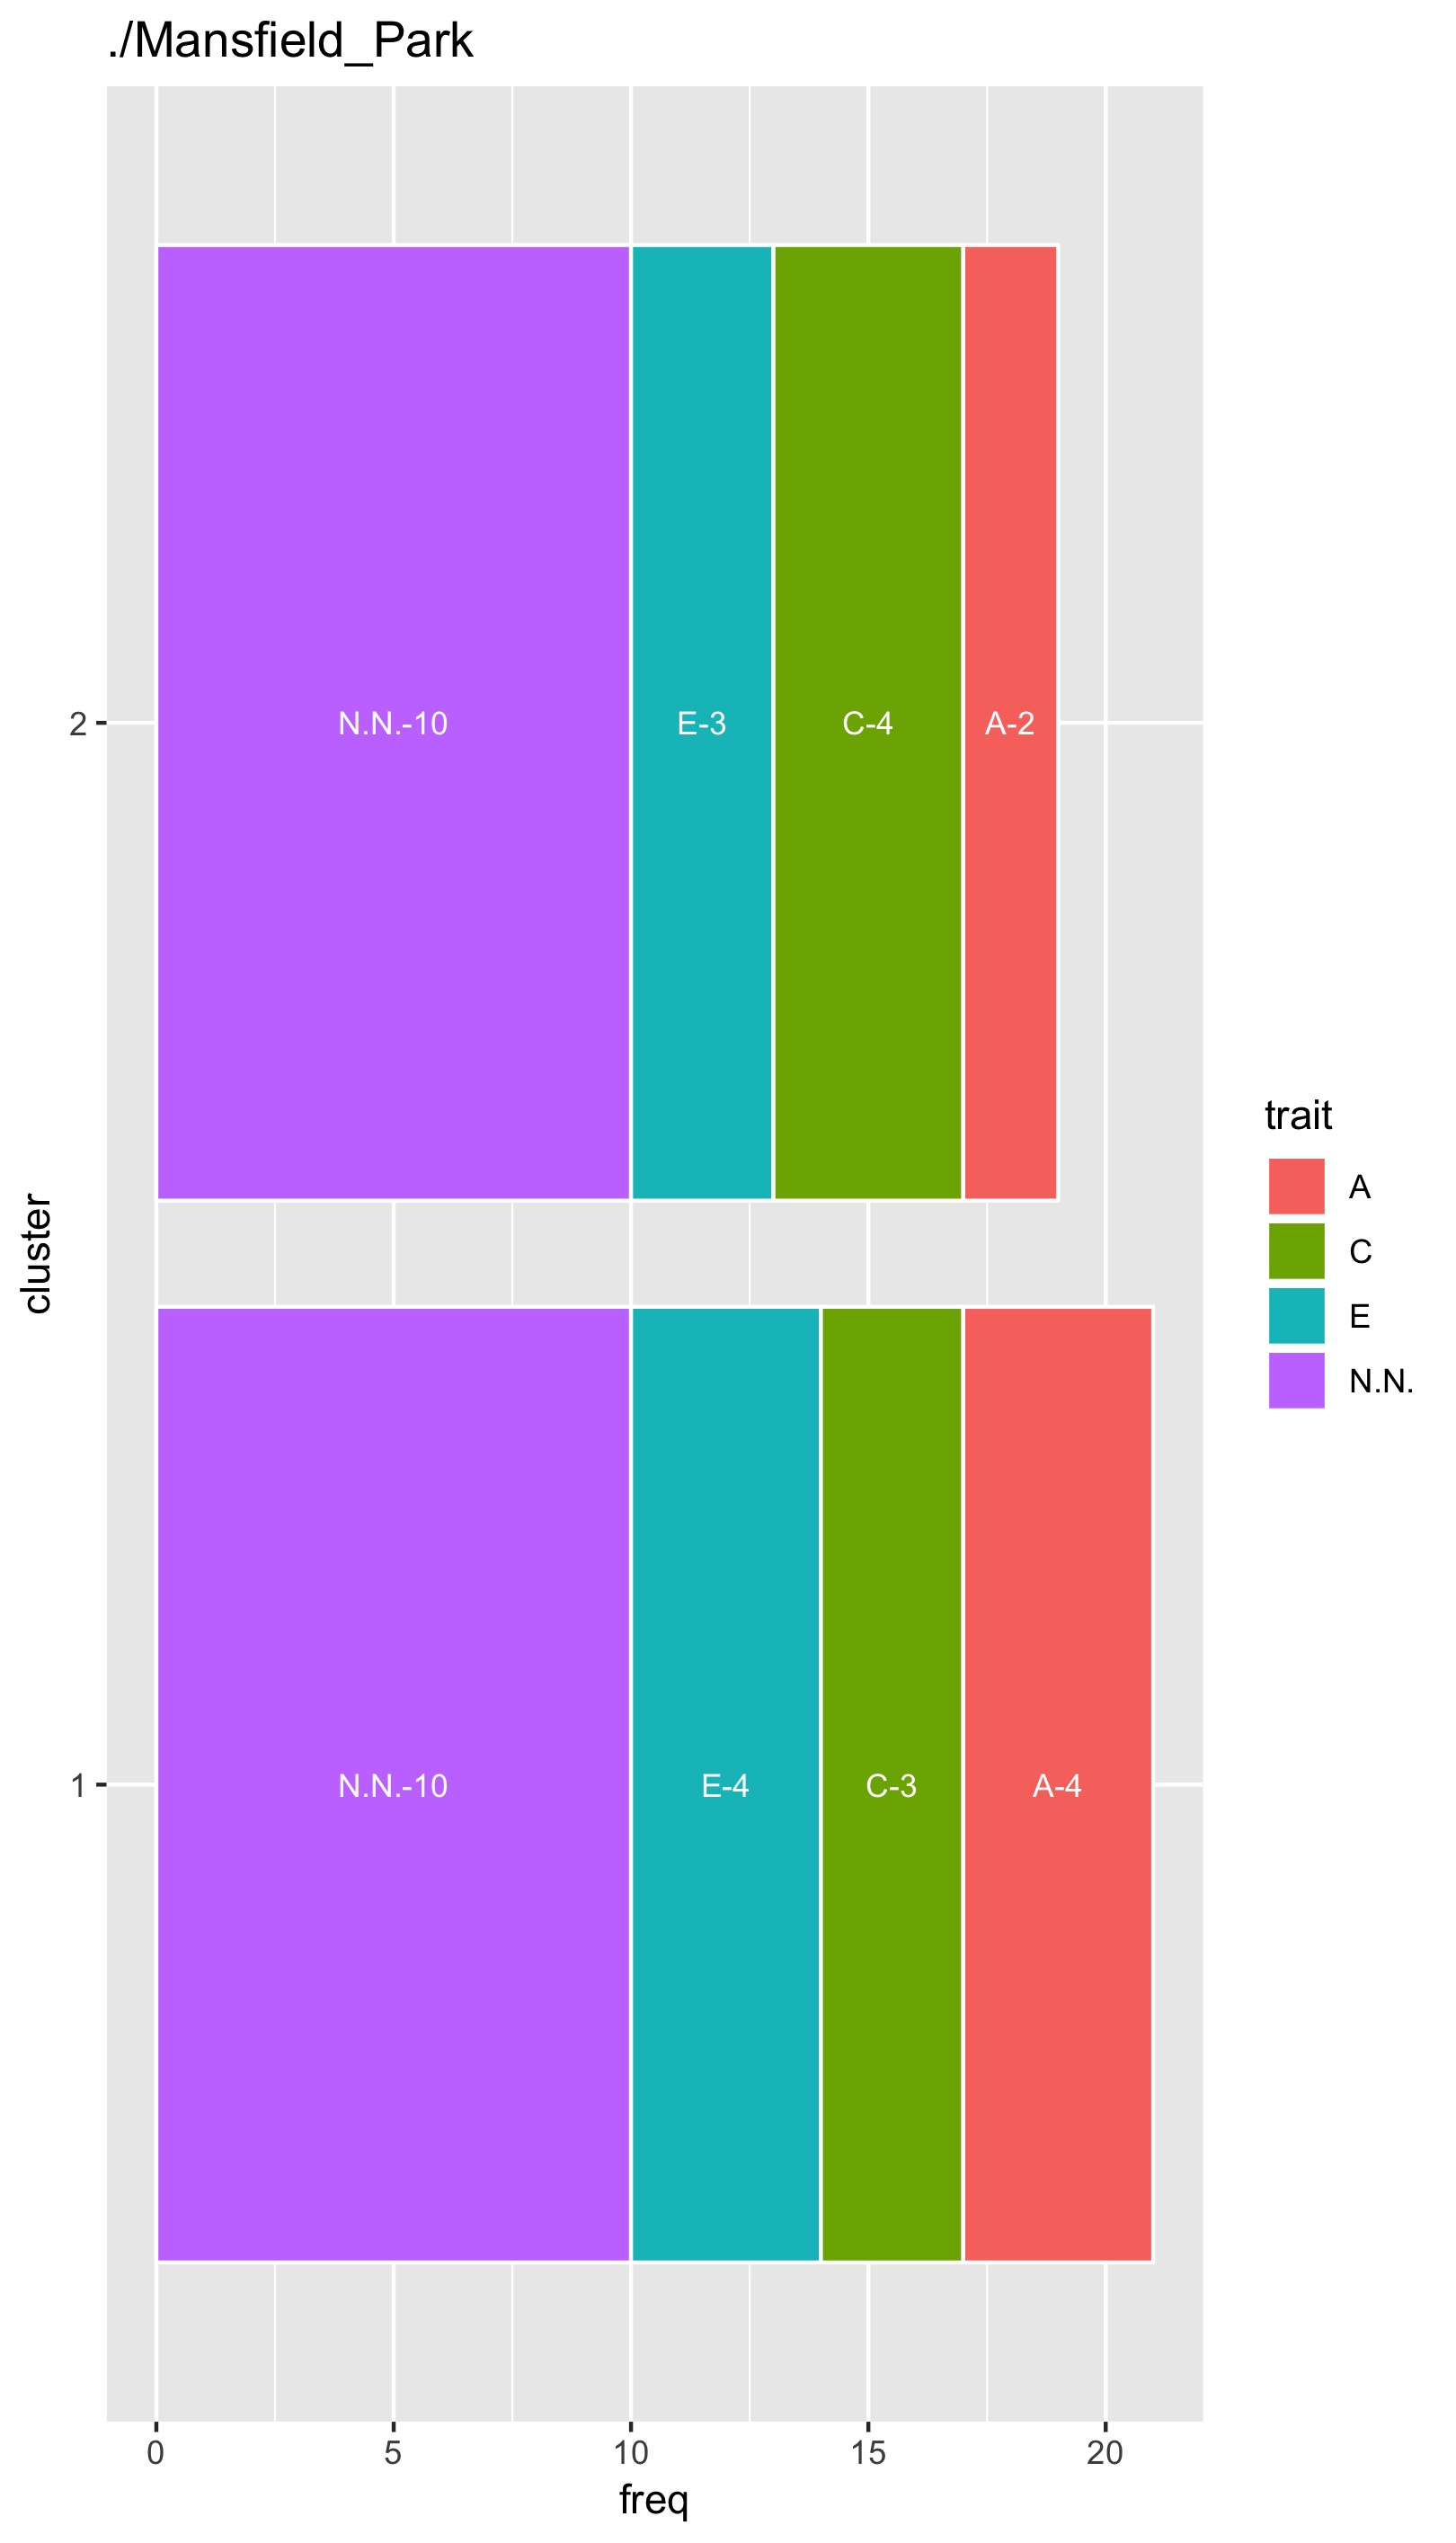 ./Mansfield_Park
cluster
2
N.N.-10 E-3 C-4 A-2
1
N.N.-10 E-4 C-3 A-4
0 5 10 15 20
freq
trait
A
C
E
N.N.